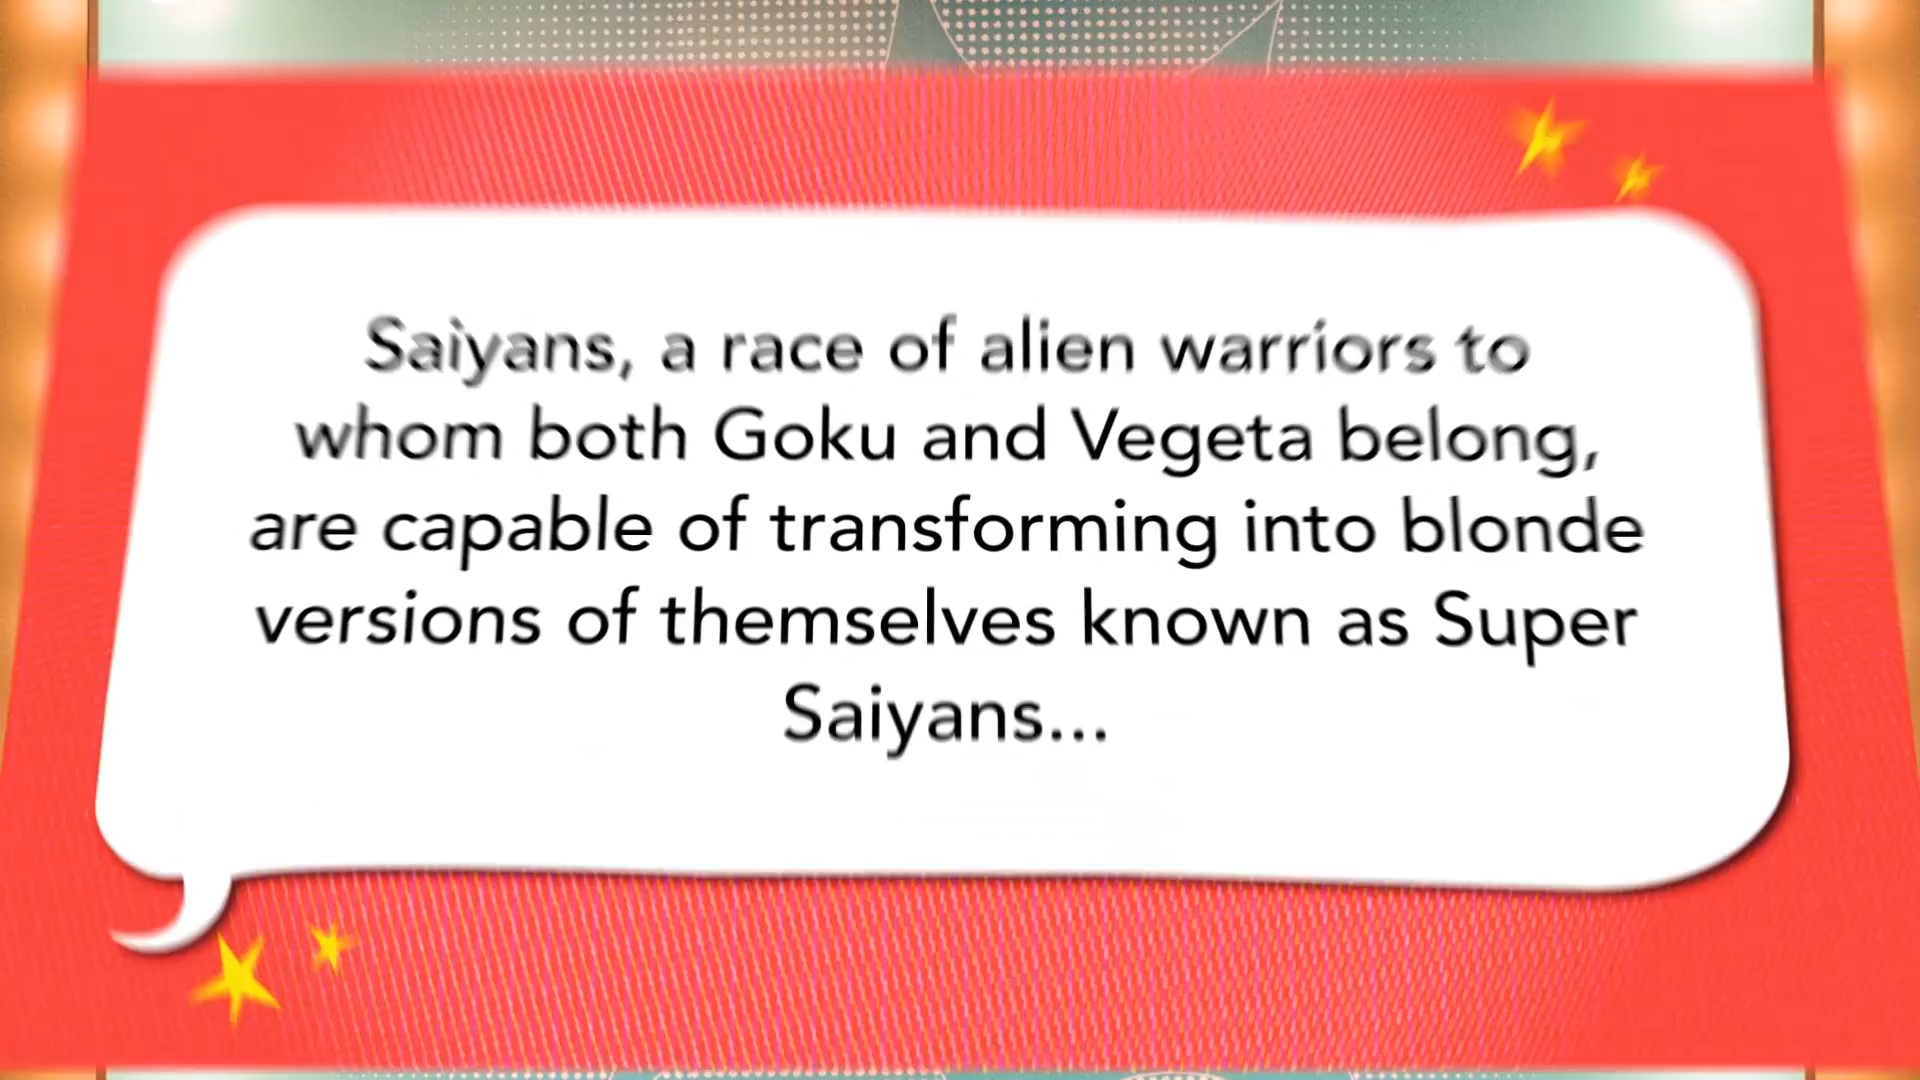 Saiyans, a race of alien warriors to
whom both Goku and Vegeta belong,
are capable of transforming into blonde
versions of themselves known as Super
Saiyans...